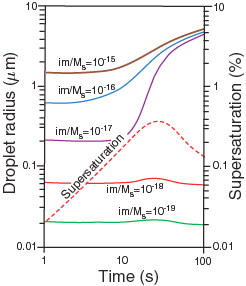 10
10
im/Mₛ=10⁻¹⁵
1
1
im/Mₛ=10⁻¹⁶
im/Mₛ=10⁻¹⁷
Droplet radius (μm)
Supersaturation (%)
0.1
Supersaturation
0.1
im/Mₛ=10⁻¹⁸
im/Mₛ=10⁻¹⁹
0.01
0.01
1
10
100
Time (s)